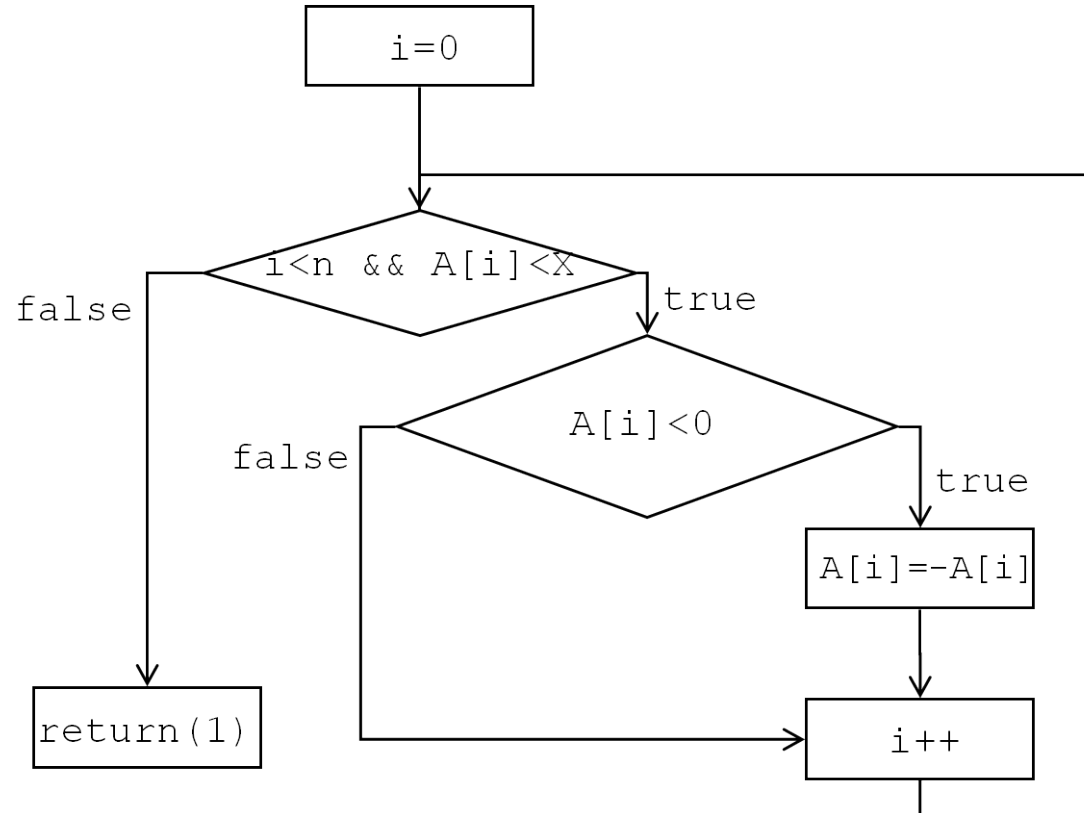 i=0
i<n && A[i]<X
false
true
A[i]<0
false
true
A[i]=-A[i]
return(1)
i++